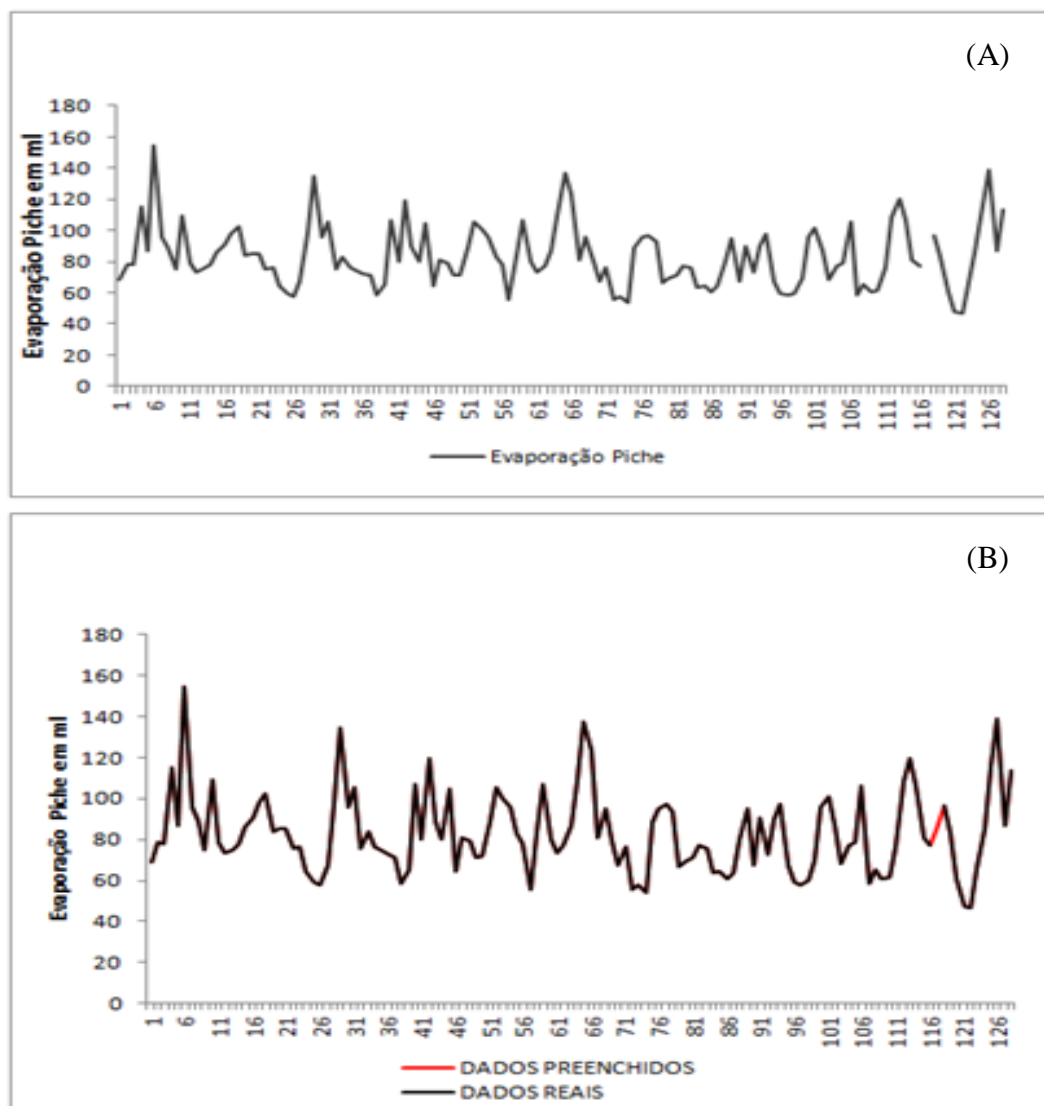 (A)
Evaporação Piche em ml
180
160
140
120
100
80
60
40
20
0
1 6 11 16 21 26 31 36 41 46 51 56 61 66 71 76 81 86 91 96 101 106 111 116 121 126
Evaporação Piche
(B)
Evaporação Piche em ml
180
160
140
120
100
80
60
40
20
0
1 6 11 16 21 26 31 36 41 46 51 56 61 66 71 76 81 86 91 96 101 106 111 116 121 126
DADOS PREENCHIDOS
DADOS REAIS